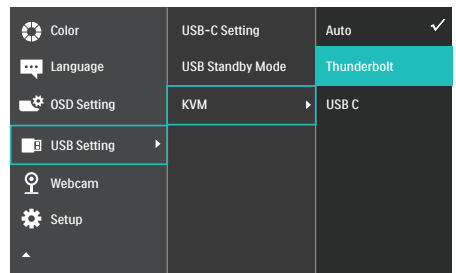 Color
Language
OSD Setting
USB Setting
Webcam
Setup
USB-C Setting
USB Standby Mode
KVM
Auto
Thunderbolt
USB C